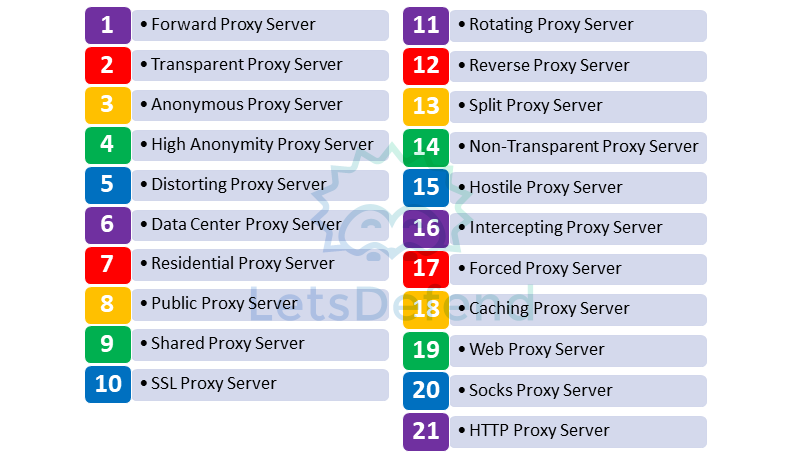 1 • Forward Proxy Server
2 • Transparent Proxy Server
3 • Anonymous Proxy Server
4 • High Anonymity Proxy Server
5 • Distorting Proxy Server
6 • Data Center Proxy Server
7 • Residential Proxy Server
8 • Public Proxy Server
9 • Shared Proxy Server
10 • SSL Proxy Server
11 • Rotating Proxy Server
12 • Reverse Proxy Server
13 • Split Proxy Server
14 • Non-Transparent Proxy Server
15 • Hostile Proxy Server
16 • Intercepting Proxy Server
17 • Forced Proxy Server
18 • Caching Proxy Server
19 • Web Proxy Server
20 • Socks Proxy Server
21 • HTTP Proxy Server
LetsDefend